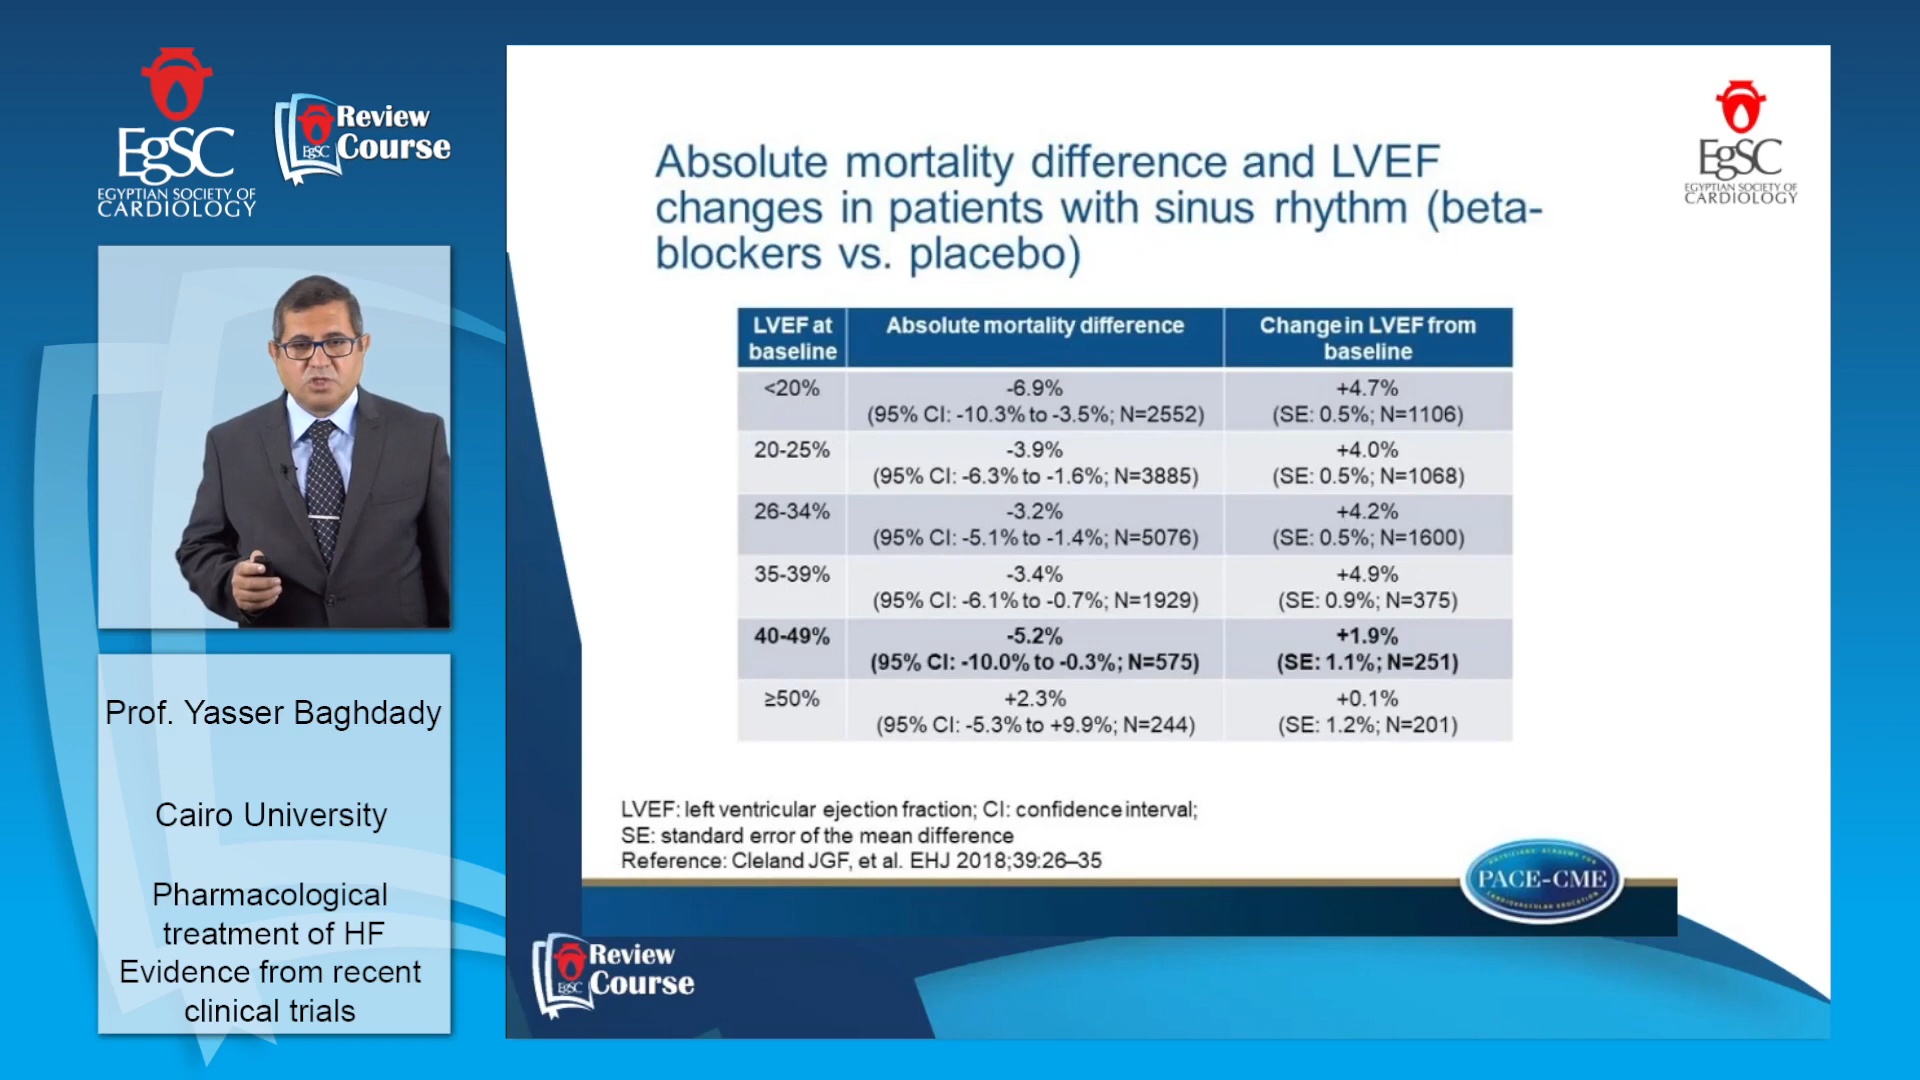 EgSC
EGYPTIAN SOCIETY OF
CARDIOLOGY
Review
Course
EgSC
Prof. Yasser Baghdady
Cairo University
Pharmacological
treatment of HF
Evidence from recent
clinical trials
EgSC
EGYPTIAN SOCIETY OF
CARDIOLOGY
Absolute mortality difference and LVEF
changes in patients with sinus rhythm (beta-
blockers vs. placebo)
LVEF at baseline | Absolute mortality difference | Change in LVEF from baseline
<20% | -6.9% (95% CI: -10.3% to -3.5%; N=2552) | +4.7% (SE: 0.5%; N=1106)
20-25% | -3.9% (95% CI: -6.3% to -1.6%; N=3885) | +4.0% (SE: 0.5%; N=1068)
26-34% | -3.2% (95% CI: -5.1% to -1.4%; N=5076) | +4.2% (SE: 0.5%; N=1600)
35-39% | -3.4% (95% CI: -6.1% to -0.7%; N=1929) | +4.9% (SE: 0.9%; N=375)
40-49% | -5.2% (95% CI: -10.0% to -0.3%; N=575) | +1.9% (SE: 1.1%; N=251)
≥50% | +2.3% (95% CI: -5.3% to +9.9%; N=244) | +0.1% (SE: 1.2%; N=201)
LVEF: left ventricular ejection fraction; CI: confidence interval;
SE: standard error of the mean difference
Reference: Cleland JGF, et al. EHJ 2018;39:26–35
PACE-CME
Review
Course
EgSC